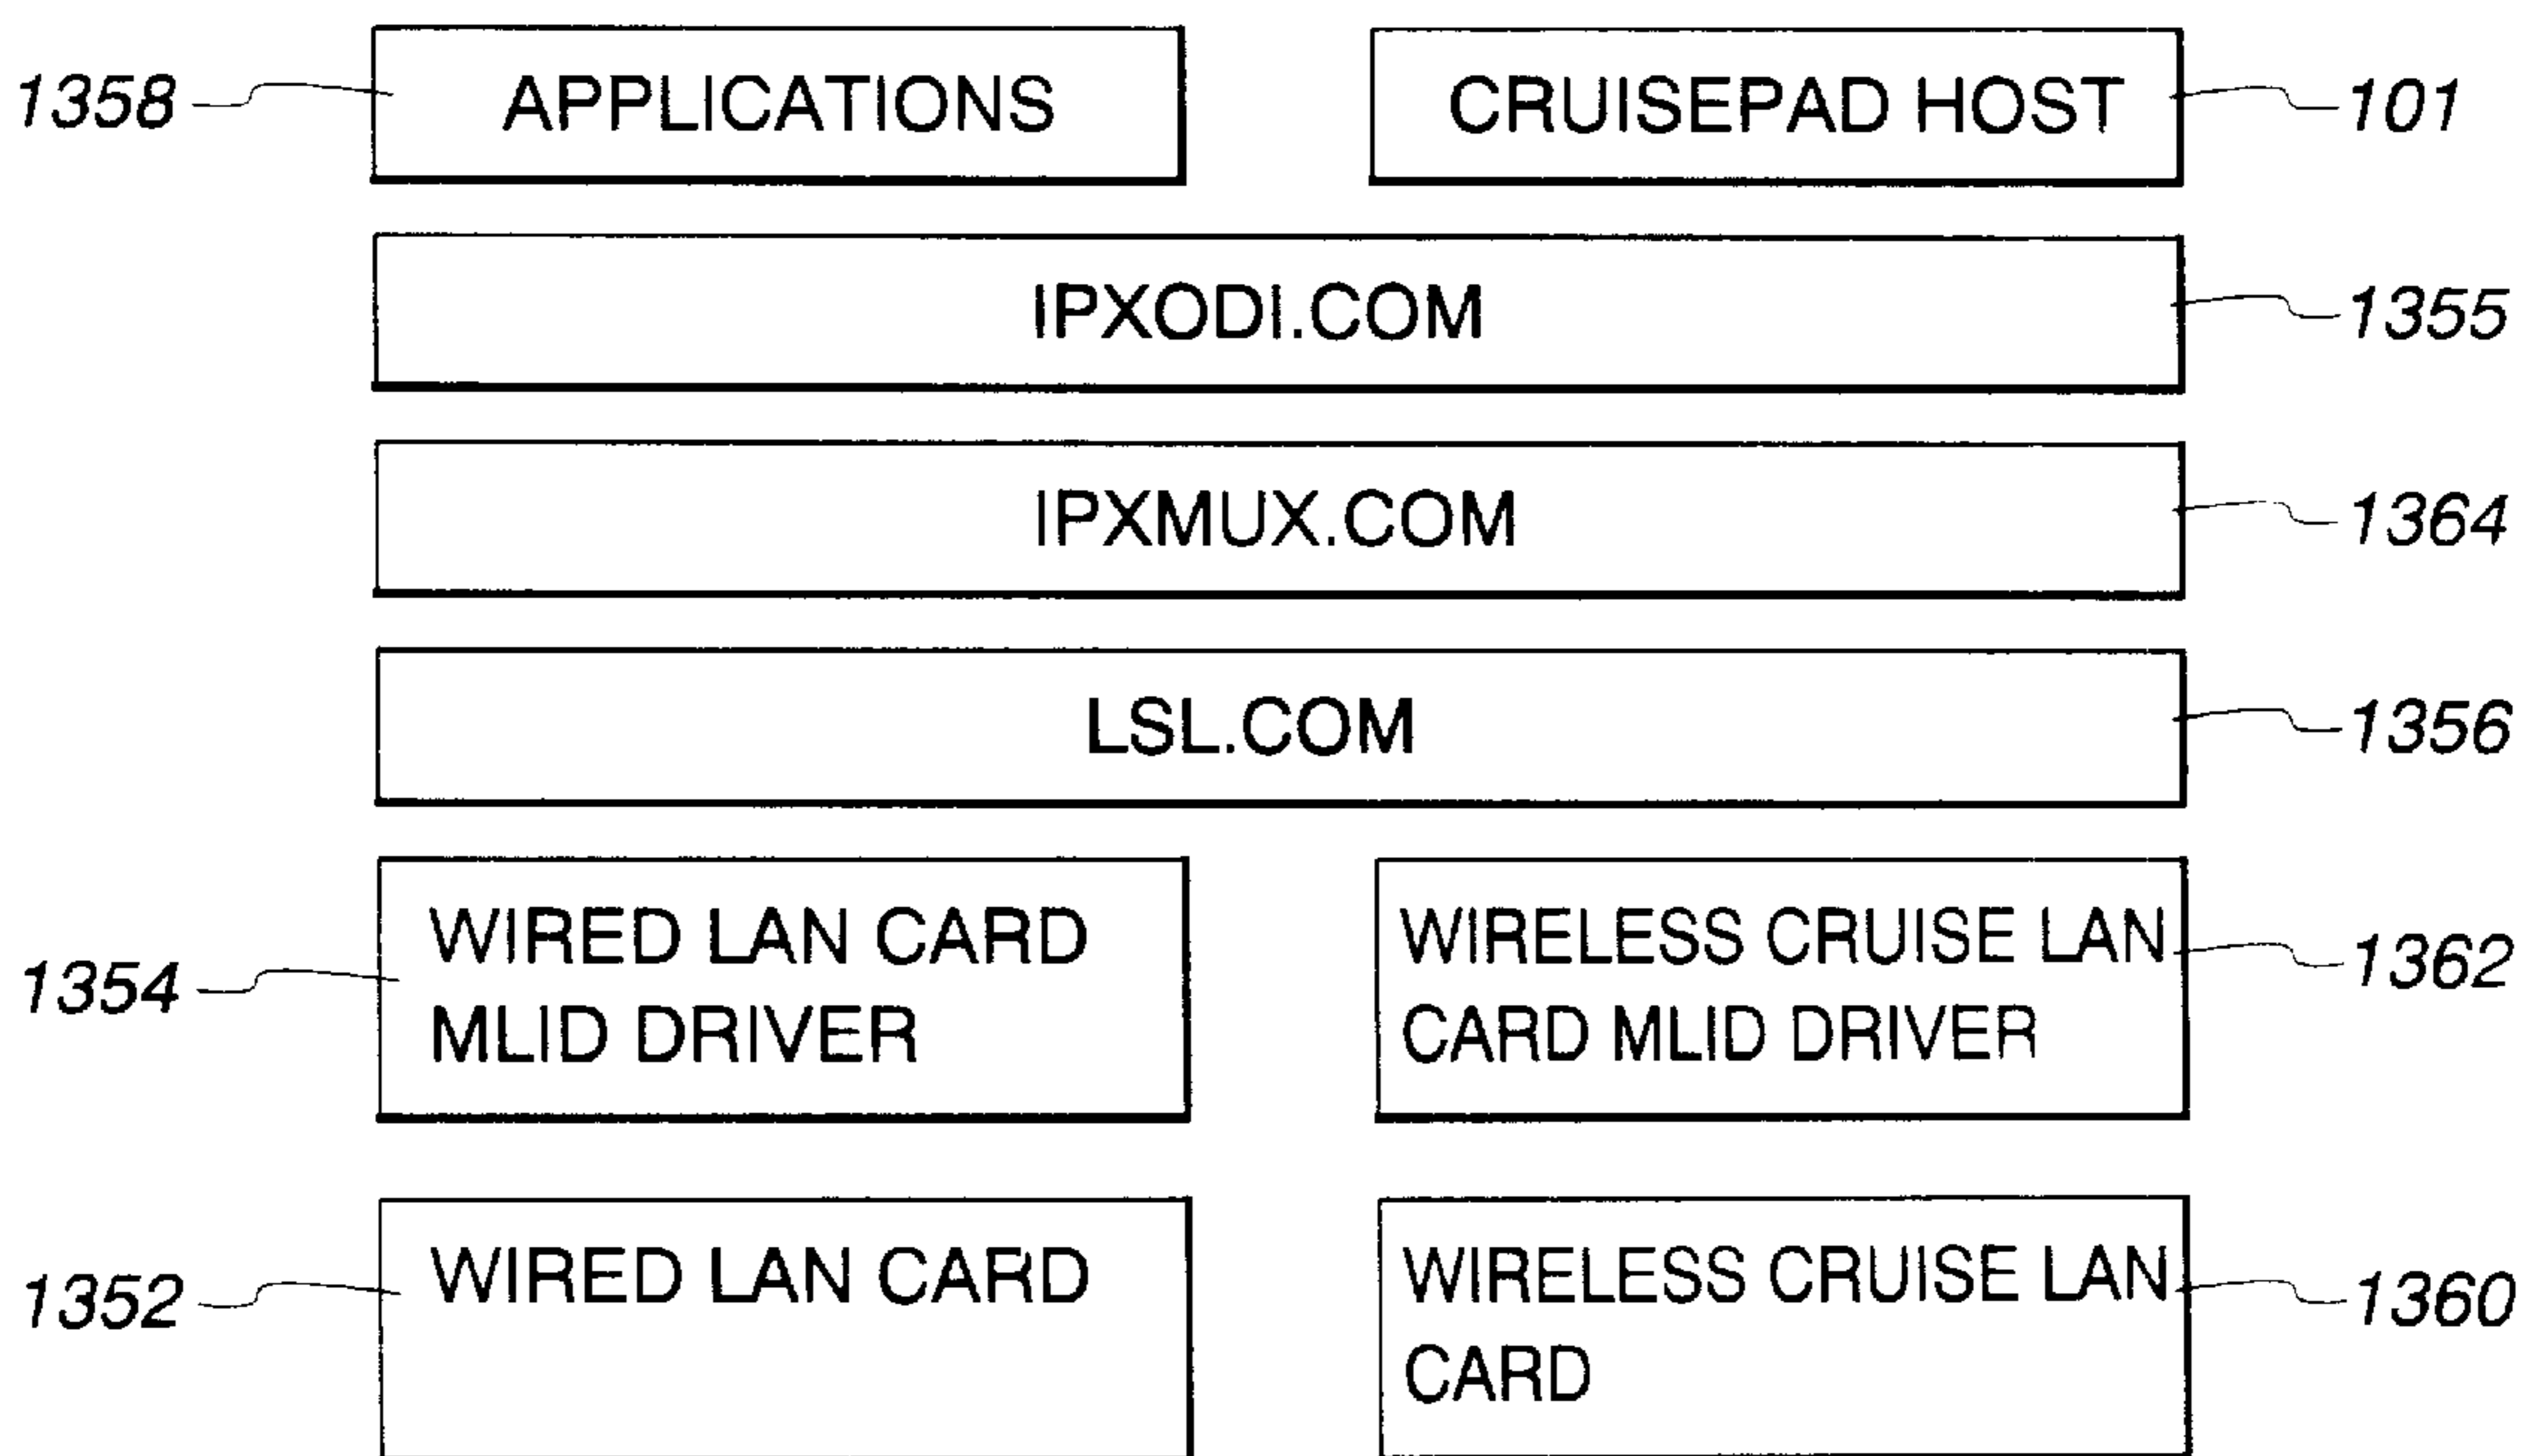 1358 APPLICATIONS CRUISEPAD HOST 101
IPXODI.COM 1355
IPXMUX.COM 1364
LSL.COM 1356
1354 WIRED LAN CARD
MLID DRIVER
WIRELESS CRUISE LAN
CARD MLID DRIVER 1362
1352 WIRED LAN CARD
WIRELESS CRUISE LAN
CARD 1360